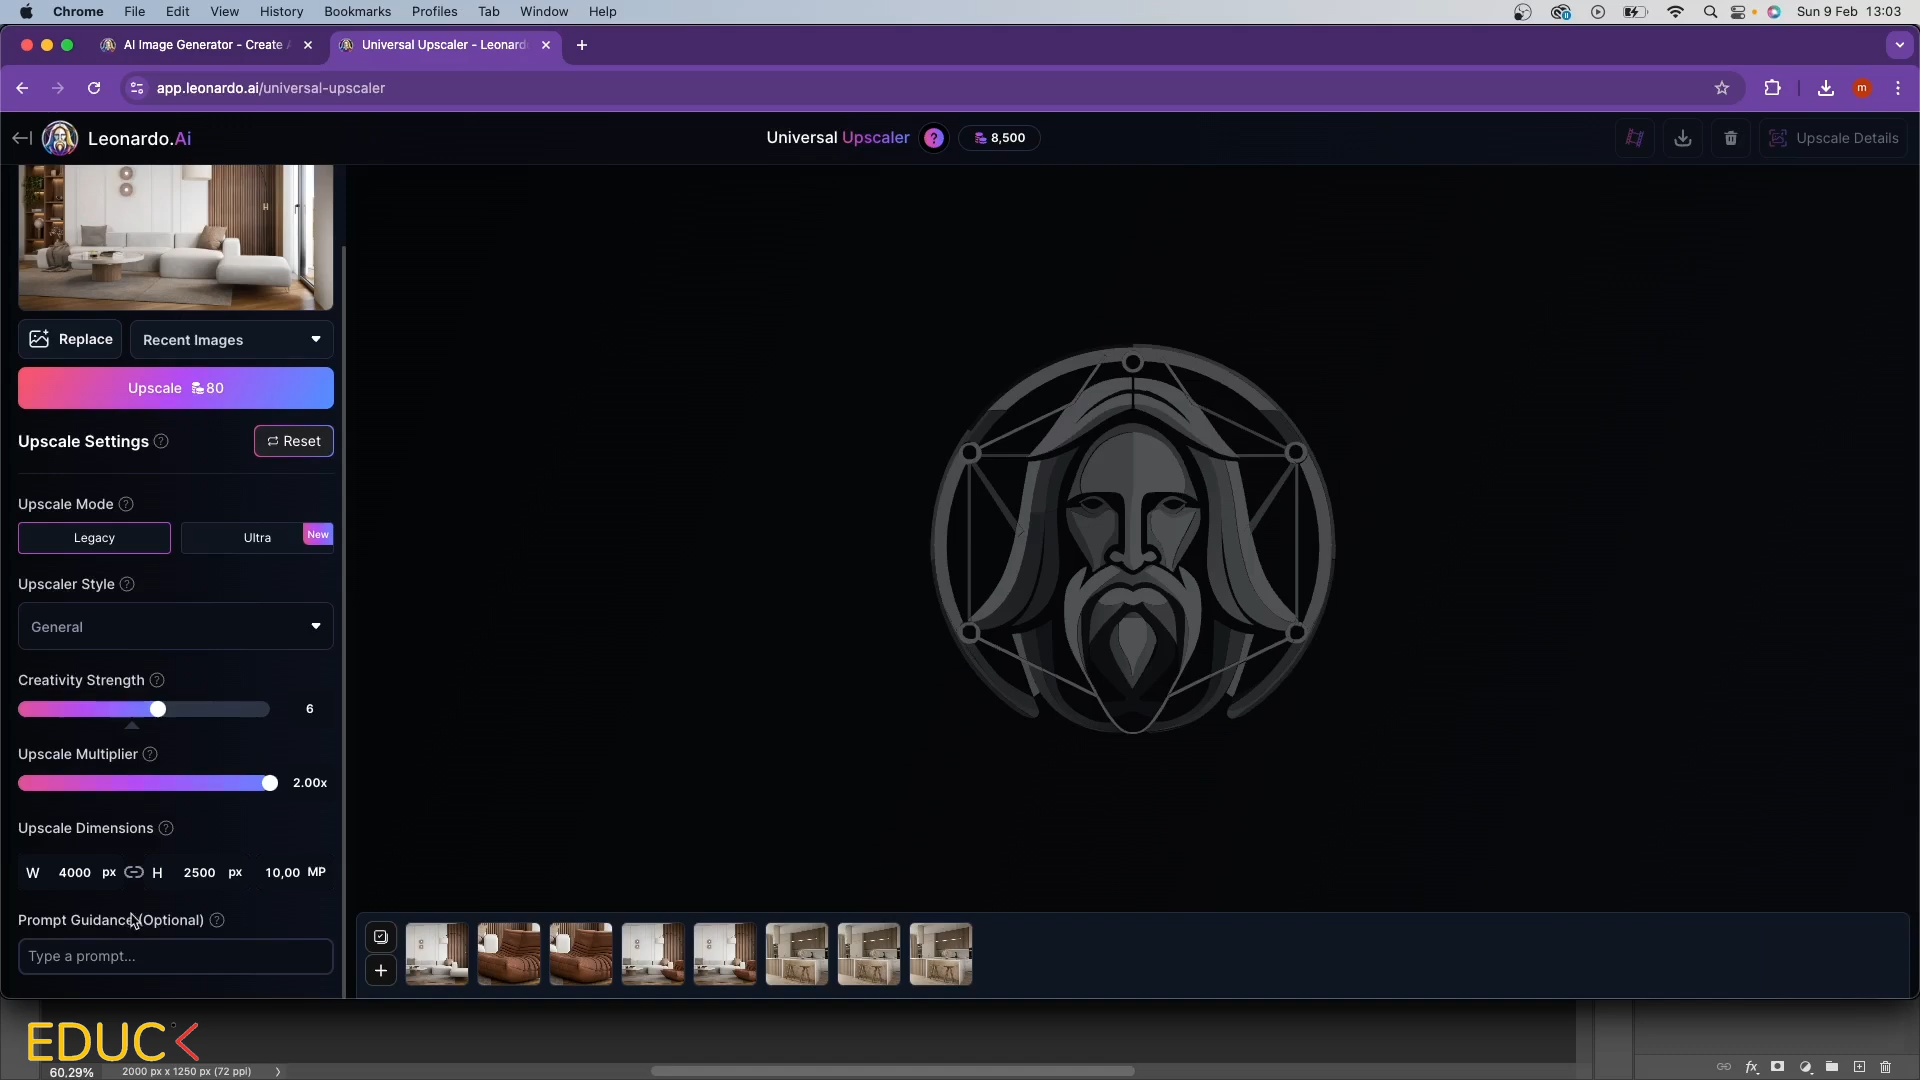 Chrome File Edit View History Bookmarks Profiles Tab Window Help Sun 9 Feb 13:03
AI Image Generator - Create A
Universal Upscaler - Leonard
app.leonardo.ai/universal-upscaler
m
Leonardo.Ai
Universal Upscaler ? 8,500
Upscale Details
Replace
Recent Images
Upscale 80
Upscale Settings ?
Reset
Upscale Mode ?
Legacy
Ultra
New
Upscaler Style ?
General
Creativity Strength ?
6
Upscale Multiplier ?
2.00x
Upscale Dimensions ?
W 4000 px H 2500 px 10,00 MP
Prompt Guidance (Optional) ?
Type a prompt...
EDUC
60,29% 2000 px x 1250 px (72 ppi)
fx